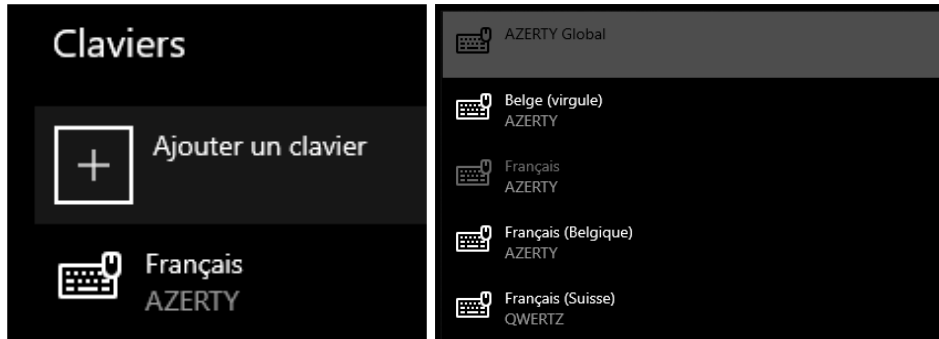 Claviers
Ajouter un clavier
Français
AZERTY
AZERTY Global
Belge (virgule)
AZERTY
Français
AZERTY
Français (Belgique)
AZERTY
Français (Suisse)
QWERTZ